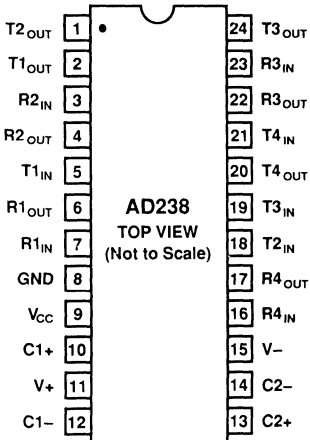 T2OUT 1 24 T3OUT
T1OUT 2 23 R3IN
R2IN 3 22 R3OUT
R2OUT 4 21 T4IN
T1IN 5 20 T4OUT
R1OUT 6 AD238 19 T3IN
R1IN 7 TOP VIEW 18 T2IN
(Not to Scale)
GND 8 17 R4OUT
VCC 9 16 R4IN
C1+ 10 15 V−
V+ 11 14 C2−
C1− 12 13 C2+